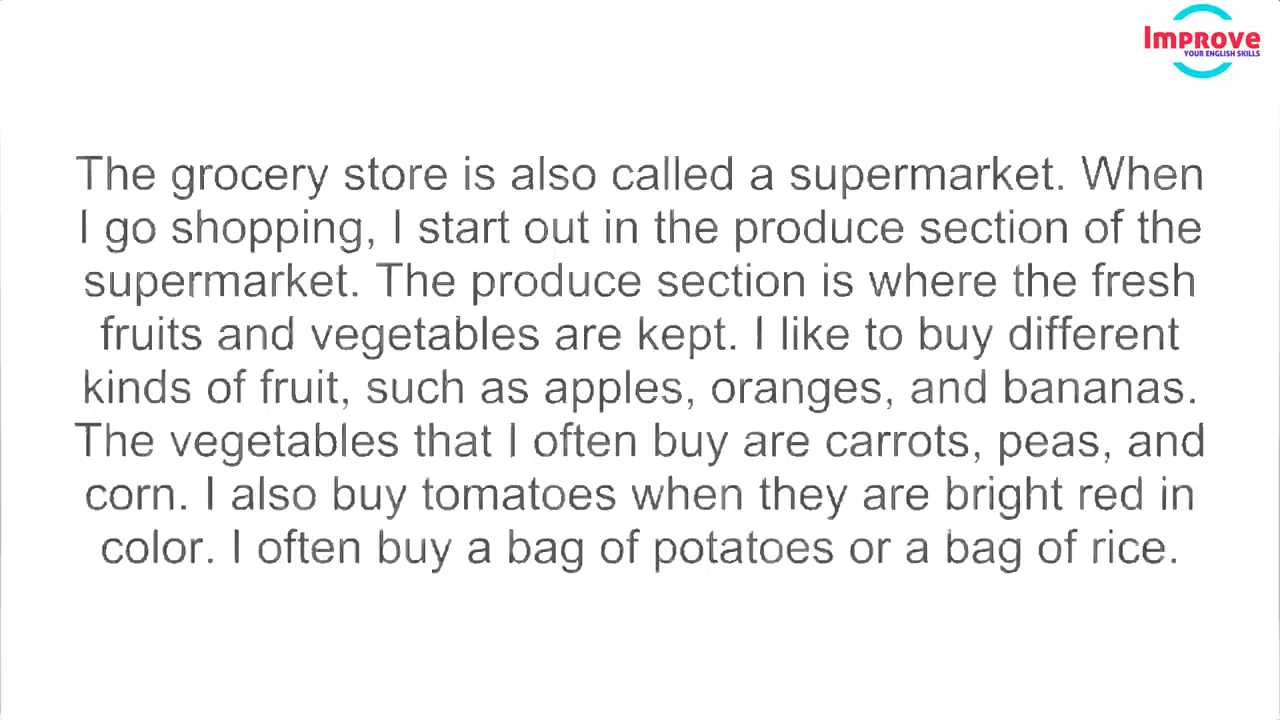 Improve
YOUR ENGLISH SKILLS
The grocery store is also called a supermarket. When
I go shopping, I start out in the produce section of the
supermarket. The produce section is where the fresh
fruits and vegetables are kept. I like to buy different
kinds of fruit, such as apples, oranges, and bananas.
The vegetables that I often buy are carrots, peas, and
corn. I also buy tomatoes when they are bright red in
color. I often buy a bag of potatoes or a bag of rice.